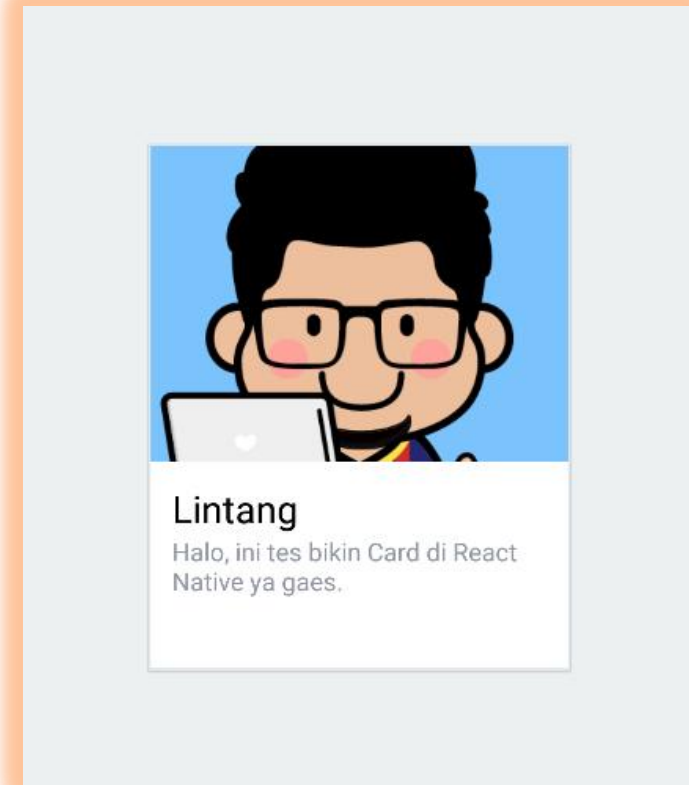 Lintang
Halo, ini tes bikin Card di React
Native ya gaes.